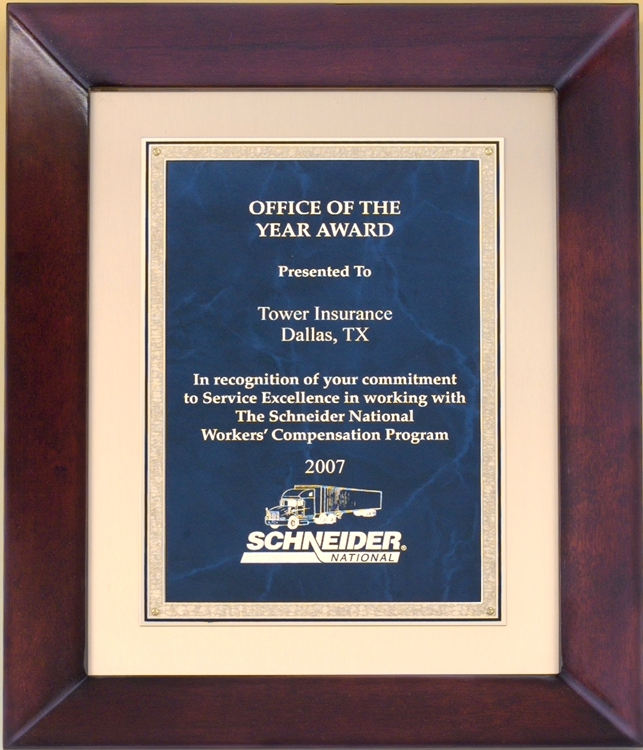 OFFICE OF THE
YEAR AWARD
Presented To
Tower Insurance
Dallas, TX
In recognition of your commitment
to Service Excellence in working with
The Schneider National
Workers' Compensation Program
2007
SCHNEIDER®
NATIONAL